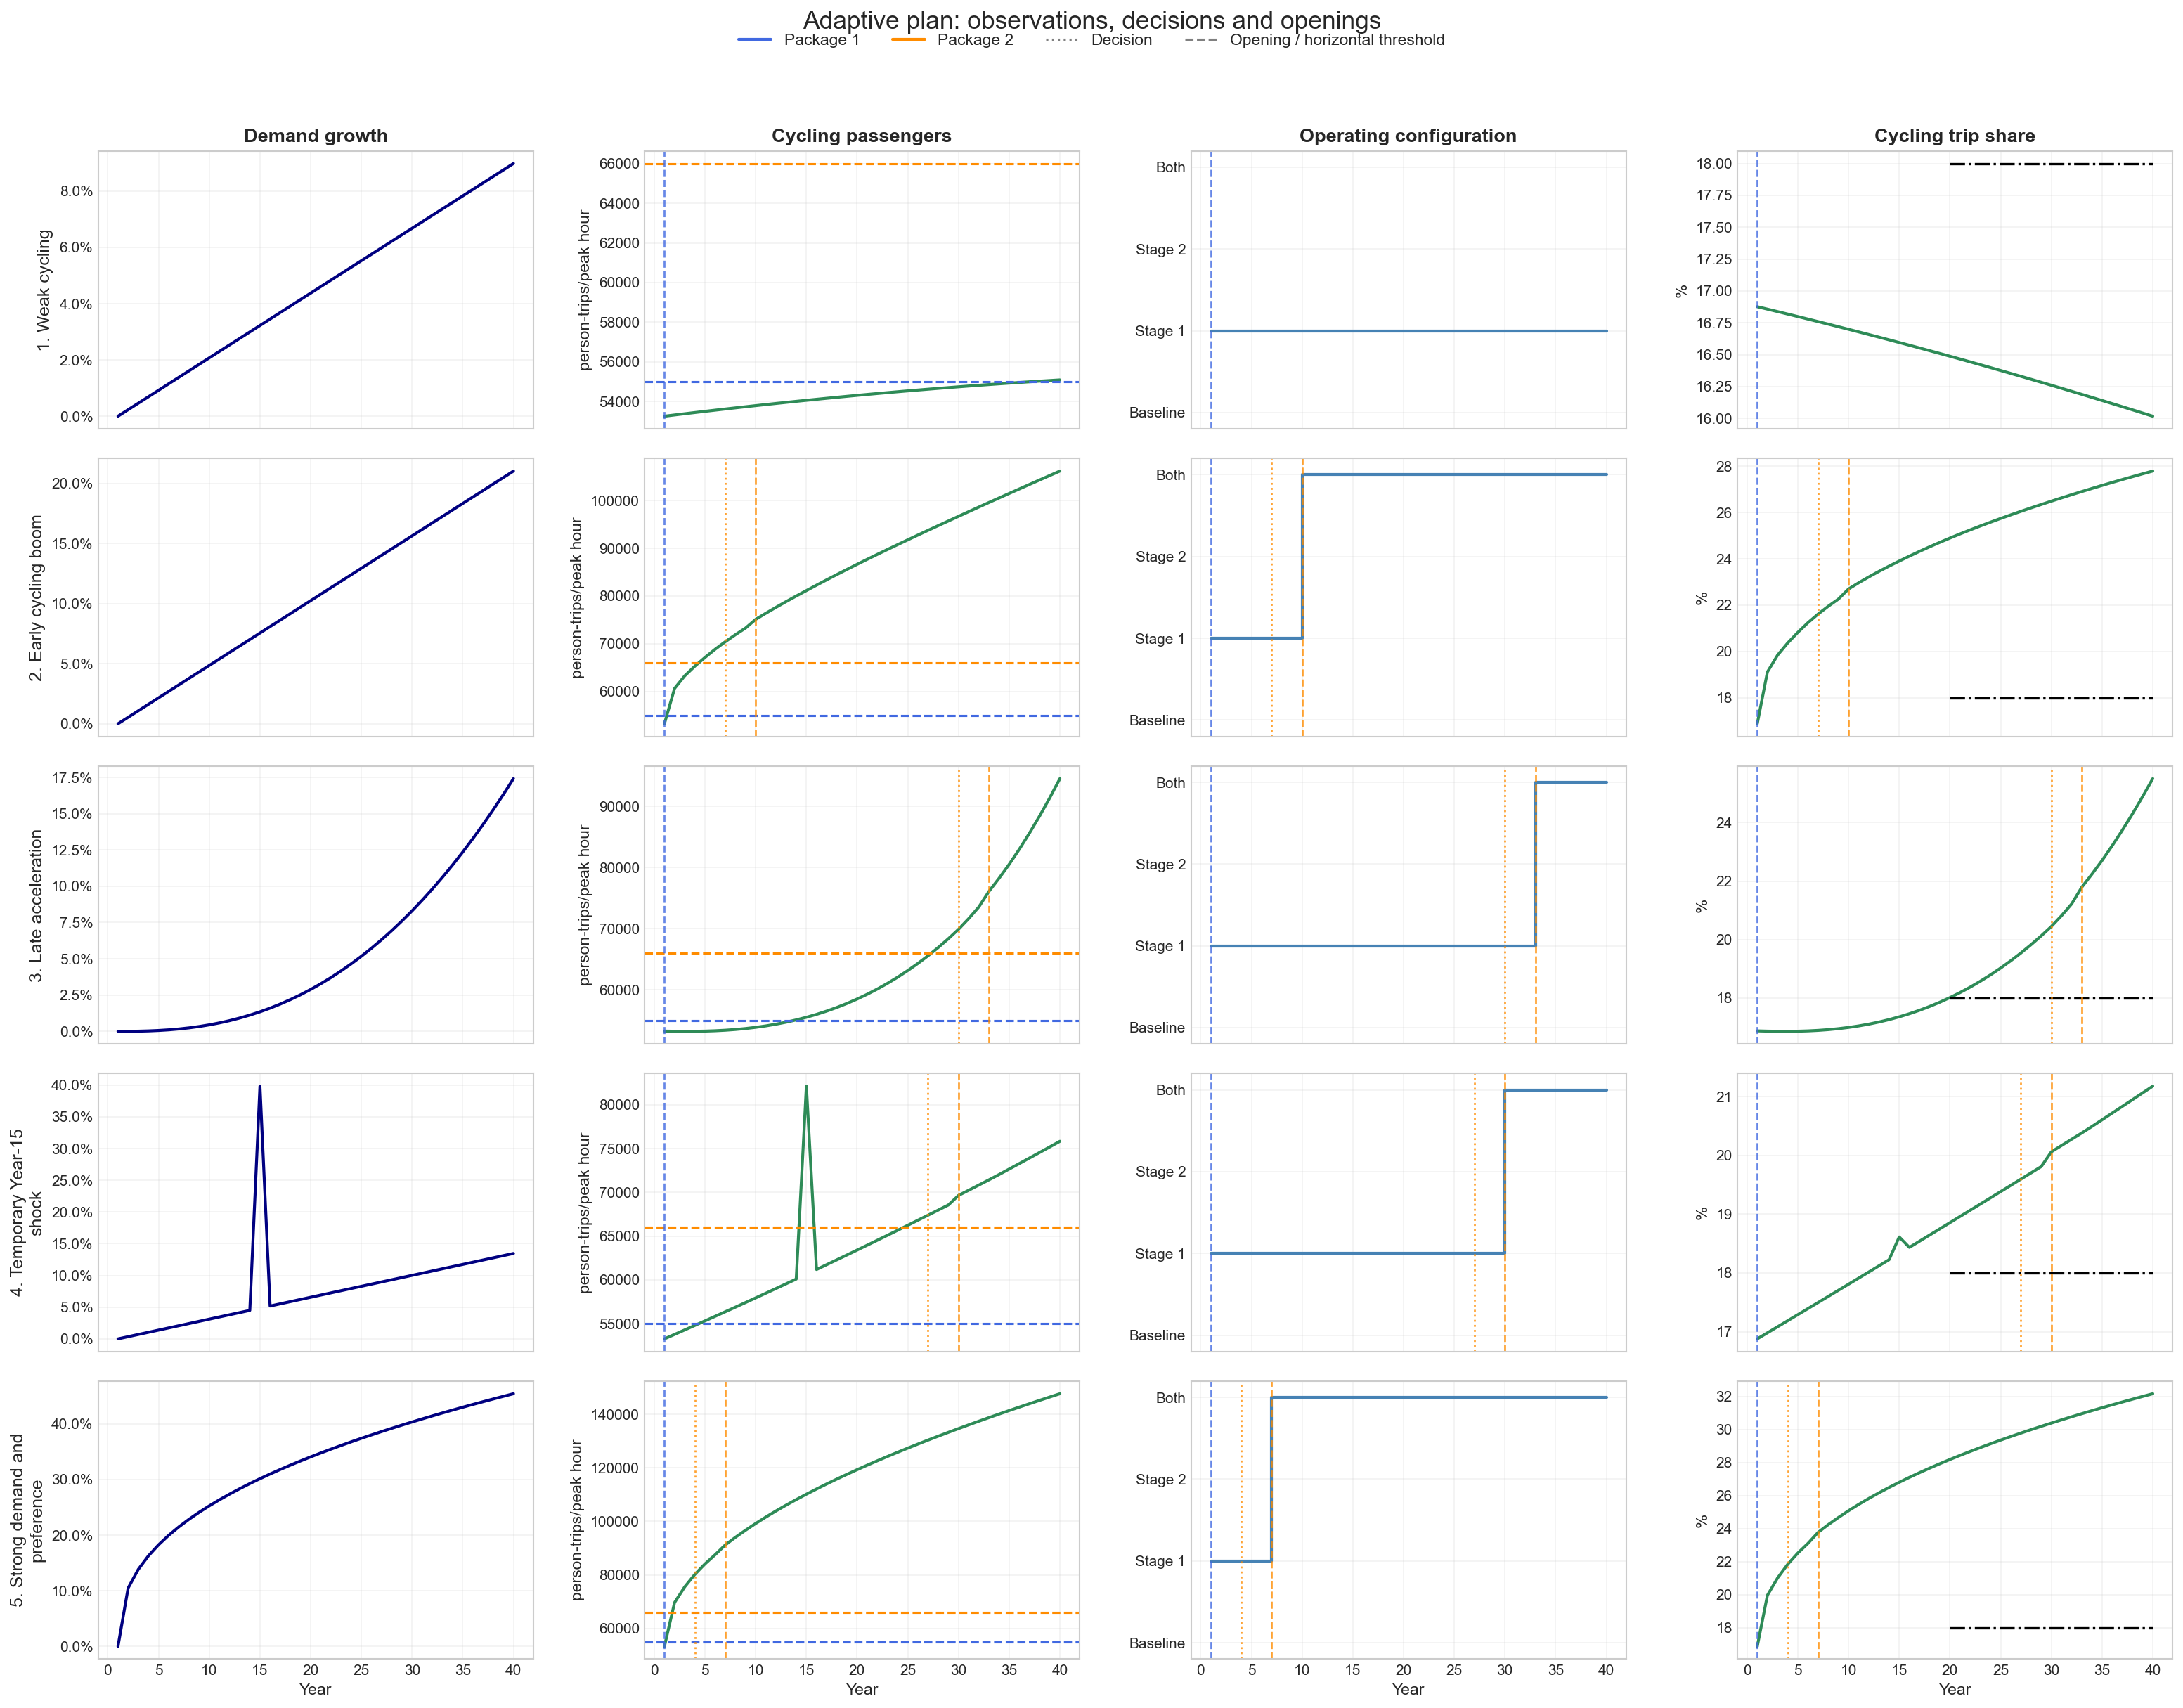 Adaptive plan: observations, decisions and openings
Package 1 Package 2 Decision Opening / horizontal threshold
Demand growth
Cycling passengers
Operating configuration
Cycling trip share
1. Weak cycling
8.0%
6.0%
4.0%
2.0%
0.0%
person-trips/peak hour
66000
64000
62000
60000
58000
56000
54000
Both
Stage 2
Stage 1
Baseline
%
18.00
17.75
17.50
17.25
17.00
16.75
16.50
16.25
16.00
2. Early cycling boom
20.0%
15.0%
10.0%
5.0%
0.0%
person-trips/peak hour
100000
90000
80000
70000
60000
Both
Stage 2
Stage 1
Baseline
%
28
26
24
22
20
18
3. Late acceleration
17.5%
15.0%
12.5%
10.0%
7.5%
5.0%
2.5%
0.0%
person-trips/peak hour
90000
80000
70000
60000
Both
Stage 2
Stage 1
Baseline
%
24
22
20
18
4. Temporary Year-15
shock
40.0%
35.0%
30.0%
25.0%
20.0%
15.0%
10.0%
5.0%
0.0%
person-trips/peak hour
80000
75000
70000
65000
60000
55000
Both
Stage 2
Stage 1
Baseline
%
21
20
19
18
17
5. Strong demand and
preference
40.0%
30.0%
20.0%
10.0%
0.0%
0 5 10 15 20 25 30 35 40
Year
person-trips/peak hour
140000
120000
100000
80000
60000
0 5 10 15 20 25 30 35 40
Year
Both
Stage 2
Stage 1
Baseline
0 5 10 15 20 25 30 35 40
Year
%
32
30
28
26
24
22
20
18
0 5 10 15 20 25 30 35 40
Year